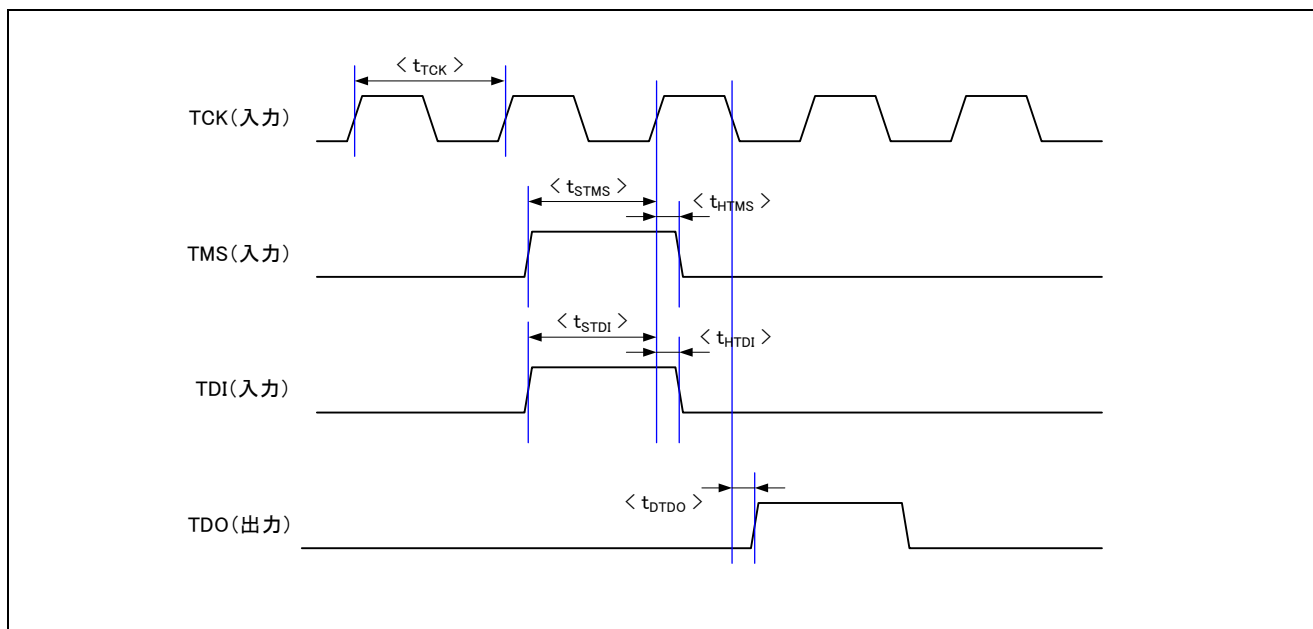 < tTCK >
TCK(入力)
< tSTMS >
< tHTMS >
TMS(入力)
< tSTDI >
< tHTDI >
TDI(入力)
< tDTDO >
TDO(出力)